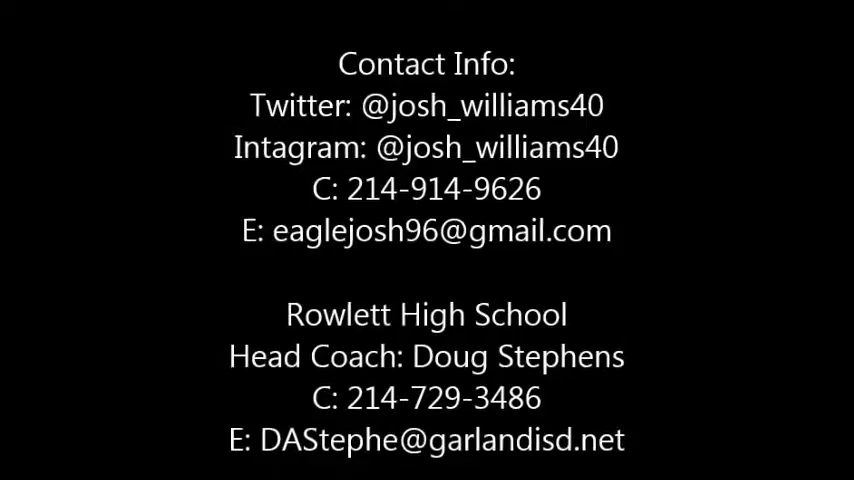 Contact Info:
Twitter: @josh_williams40
Intagram: @josh_williams40
C: 214-914-9626
E: eaglejosh96@gmail.com
Rowlett High School
Head Coach: Doug Stephens
C: 214-729-3486
E: DAStephe@garlandisd.net